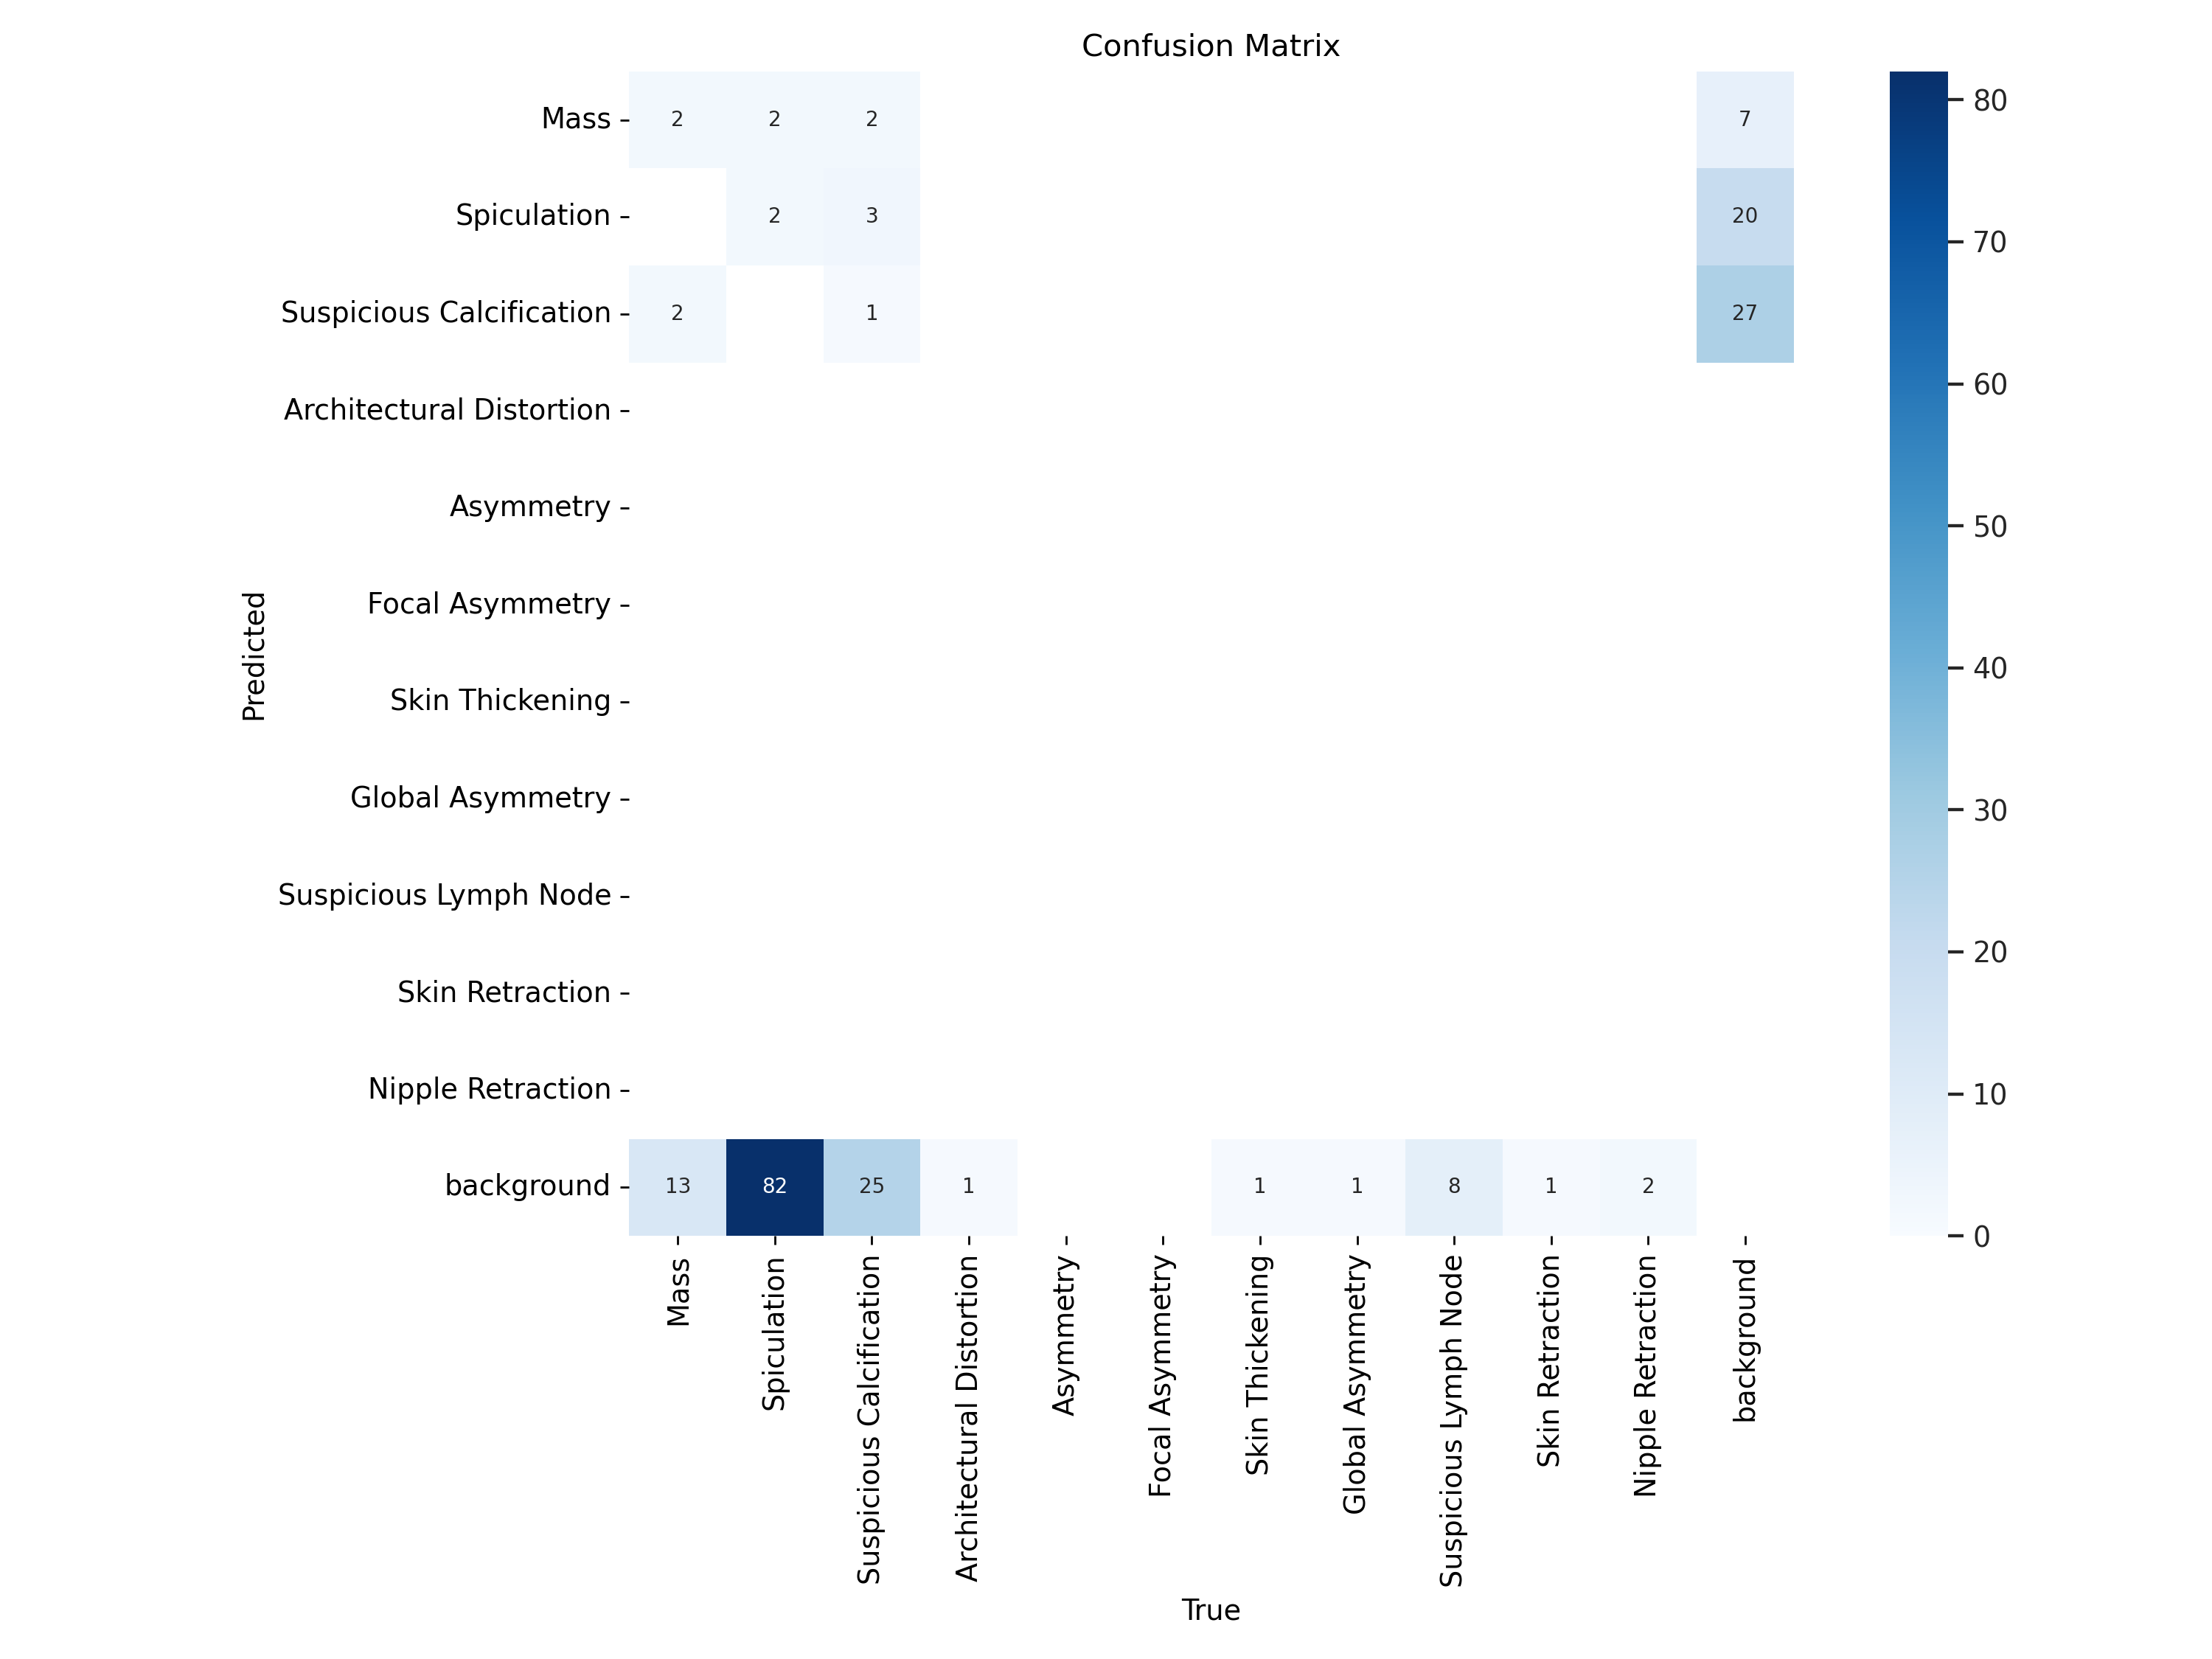 Confusion Matrix
Mass
2 2 2 7
Spiculation
2 3 20
Suspicious Calcification
2 1 27
Architectural Distortion
Asymmetry
Focal Asymmetry
Skin Thickening
Global Asymmetry
Suspicious Lymph Node
Skin Retraction
Nipple Retraction
background
13 82 25 1 1 1 8 1 2
Predicted
Mass
Spiculation
Suspicious Calcification
Architectural Distortion
Asymmetry
Focal Asymmetry
Skin Thickening
Global Asymmetry
Suspicious Lymph Node
Skin Retraction
Nipple Retraction
background
True
80
70
60
50
40
30
20
10
0